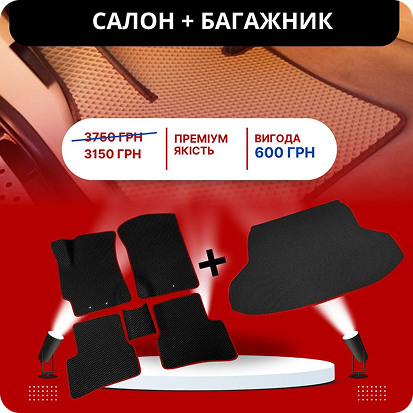 САЛОН + БАГАЖНИК
3750 ГРН
3150 ГРН
ПРЕМІУМ
ЯКІСТЬ
ВИГОДА
600 ГРН
+